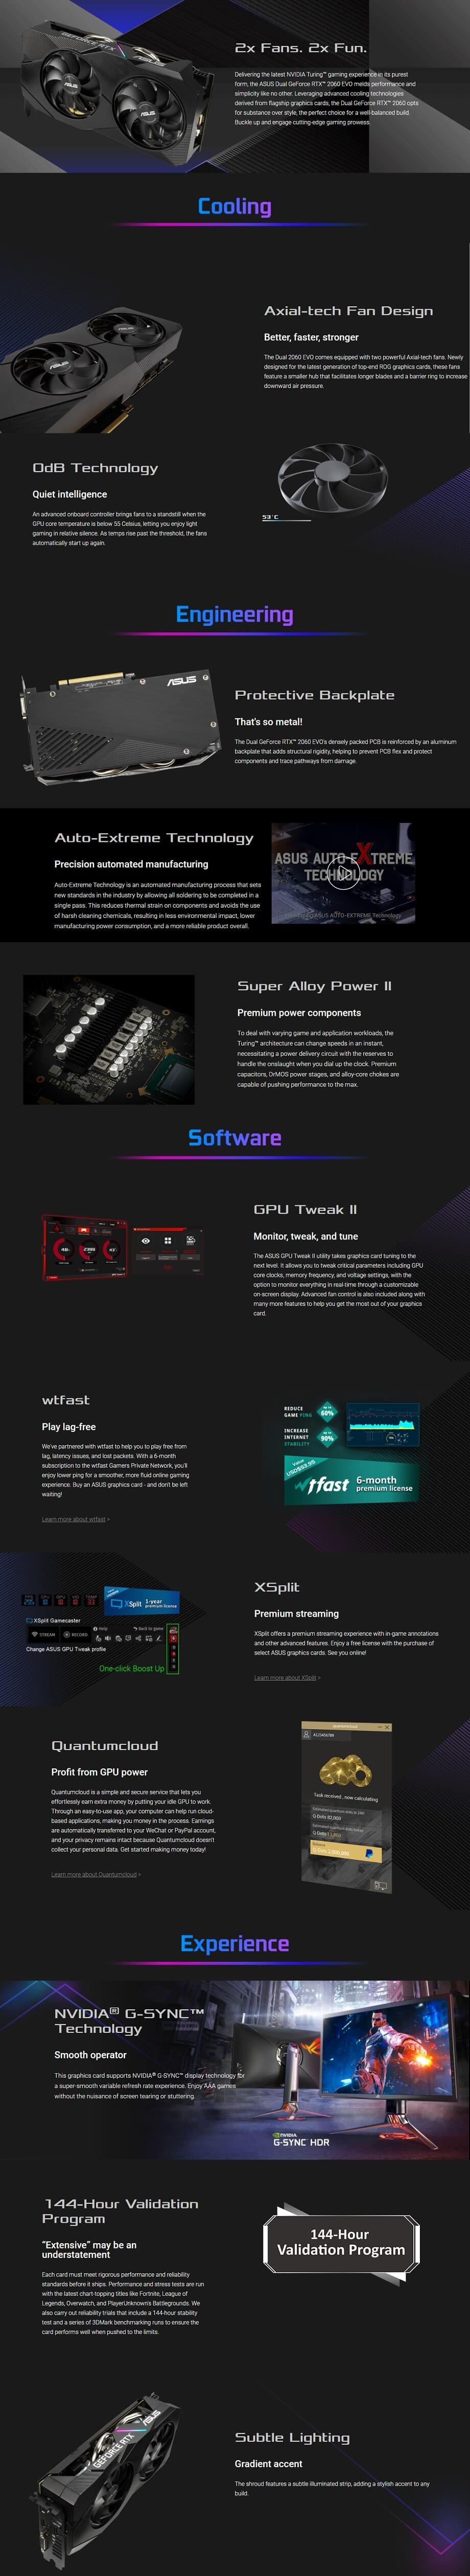 GEFORCE RTX
ASUS
ASUS
2x Fans. 2x Fun.
Delivering the latest NVIDIA Turing™ gaming experience in its purest
form, the ASUS Dual GeForce RTX™ 2060 EVO melds performance and
simplicity like no other. Leveraging advanced cooling technologies
derived from flagship graphics cards, the Dual GeForce RTX™ 2060 opts
for substance over style, the perfect choice for a well-balanced build.
Buckle up and engage cutting-edge gaming prowess.
Cooling
ASUS
ASUS
Axial-tech Fan Design
Better, faster, stronger
The Dual 2060 EVO comes equipped with two powerful Axial-tech fans. Newly
designed for the latest generation of top-end ROG graphics cards, these fans
feature a smaller hub that facilitates longer blades and a barrier ring to increase
downward air pressure.
0dB Technology
Quiet intelligence
An advanced onboard controller brings fans to a standstill when the
GPU core temperature is below 55 Celsius, letting you enjoy light
gaming in relative silence. As temps rise past the threshold, the fans
automatically start up again.
53°C
Engineering
ASUS
Protective Backplate
That's so metal!
The Dual GeForce RTX™ 2060 EVO's densely packed PCB is reinforced by an aluminum
backplate that adds structural rigidity, helping to prevent PCB flex and protect
components and trace pathways from damage.
Auto-Extreme Technology
Precision automated manufacturing
Auto-Extreme Technology is an automated manufacturing process that sets
new standards in the industry by allowing all soldering to be completed in a
single pass. This reduces thermal strain on components and avoids the use
of harsh cleaning chemicals, resulting in less environmental impact, lower
manufacturing power consumption, and a more reliable product overall.
ASUS AUTO-EXTREME
TECHNOLOGY
ASUS AUTO-EXTREME Technology
Super Alloy Power II
Premium power components
To deal with varying game and application workloads, the
Turing™ architecture can change speeds in an instant,
necessitating a power delivery circuit with the reserves to
handle the onslaught when you dial up the clock. Premium
capacitors, DrMOS power stages, and alloy-core chokes are
capable of pushing performance to the max.
Software
GPU Tweak II
Monitor, tweak, and tune
The ASUS GPU Tweak II utility takes graphics card tuning to the
next level. It allows you to tweak critical parameters including GPU
core clocks, memory frequency, and voltage settings, with the
option to monitor everything in real-time through a customizable
on-screen display. Advanced fan control is also included along with
many more features to help you get the most out of your graphics
card.
wtfast
Play lag-free
We've partnered with wtfast to help you to play free from
lag, latency issues, and lost packets. With a 6-month
subscription to the wtfast Gamers Private Network, you'll
enjoy lower ping for a smoother, more fluid online gaming
experience. Buy an ASUS graphics card - and don't be left
waiting!
Learn more about wtfast >
REDUCE
GAME PING
60%
INCREASE
INTERNET
STABILITY
90%
Value
USD$53.95
wtfast
6-month
premium license
XSplit
1-year
premium license
XSplit Gamecaster
Help
Back to game
STREAM
RECORD
Change ASUS GPU Tweak profile
One-click Boost Up
XSplit
Premium streaming
XSplit offers a premium streaming experience with in-game annotations
and other advanced features. Enjoy a free license with the purchase of
select ASUS graphics cards. See you online!
Learn more about XSplit >
Quantumcloud
Profit from GPU power
Quantumcloud is a simple and secure service that lets you
effortlessly earn extra money by putting your idle GPU to work.
Through an easy-to-use app, your computer can help run cloud-
based applications, making you money in the process. Earnings
are automatically transferred to your WeChat or PayPal account,
and your privacy remains intact because Quantumcloud doesn't
collect your personal data. Get started making money today!
Learn more about Quantumcloud >
quantumcloud
A123456789
Task received , now calculating
Experience
NVIDIA® G-SYNC™
Technology
Smooth operator
This graphics card supports NVIDIA® G-SYNC™ display technology for
a super-smooth variable refresh rate experience. Enjoy AAA games
without the nuisance of screen tearing or stuttering.
NVIDIA
G-SYNC HDR
144-Hour Validation
Program
“Extensive” may be an
understatement
Each card must meet rigorous performance and reliability
standards before it ships. Performance and stress tests are run
with the latest chart-topping titles like Fortnite, League of
Legends, Overwatch, and PlayerUnknown's Battlegrounds. We
also carry out reliability trials that include a 144-hour stability
test and a series of 3DMark benchmarking runs to ensure the
card performs well when pushed to the limits.
144-Hour
Validation Program
GEFORCE RTX
ASUS
Subtle Lighting
Gradient accent
The shroud features a subtle illuminated strip, adding a stylish accent to any
build.